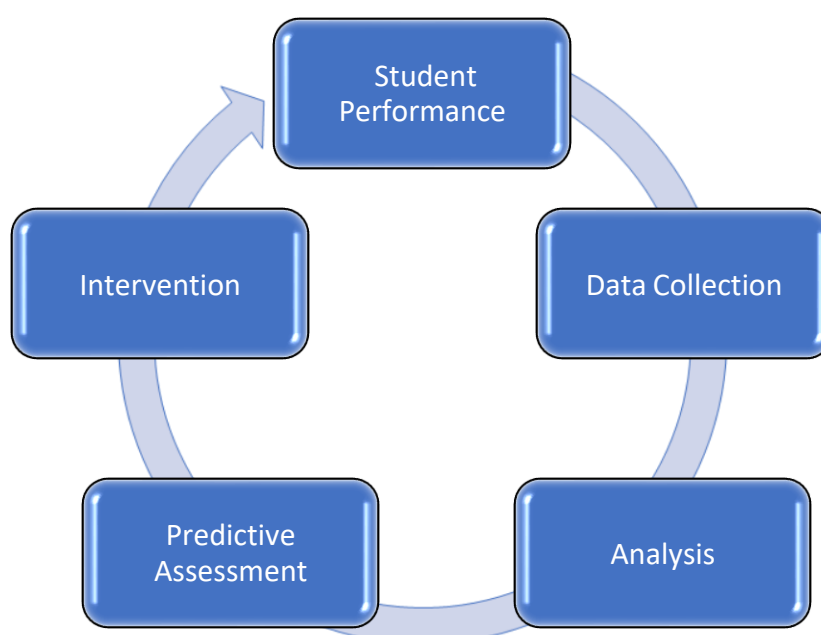 Student
Performance
Data Collection
Analysis
Predictive
Assessment
Intervention